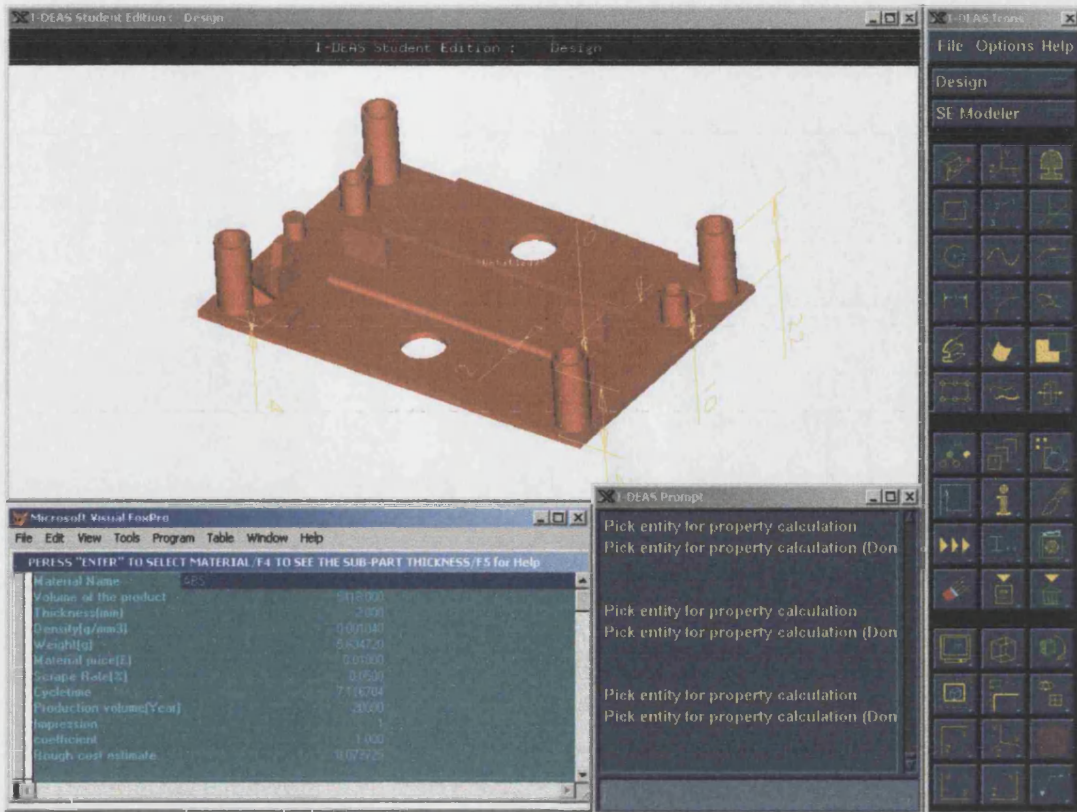 I-DEAS Student Edition : Design
I-DEAS Student Edition : Design
I-DEAS Icons
File Options Help
Design
SE Modeler
Microsoft Visual FoxPro
File Edit View Tools Program Table Window Help
PERESS "ENTER" TO SELECT MATERIAL/F4 TO SEE THE SUB-PART THICKNESS/F5 for Help
Material Name ABS
Volume of the product
Thickness(mm)
Density(g/mm3)
Weight(g)
Material price(£)
Scrape Rate(%)
Cycletime
Production volume(Year) 20000
Impression 1
coefficient 1.000
Rough cost estimate
I-DEAS Prompt
Pick entity for property calculation
Pick entity for property calculation (Don
Pick entity for property calculation
Pick entity for property calculation (Don
Pick entity for property calculation
Pick entity for property calculation (Don